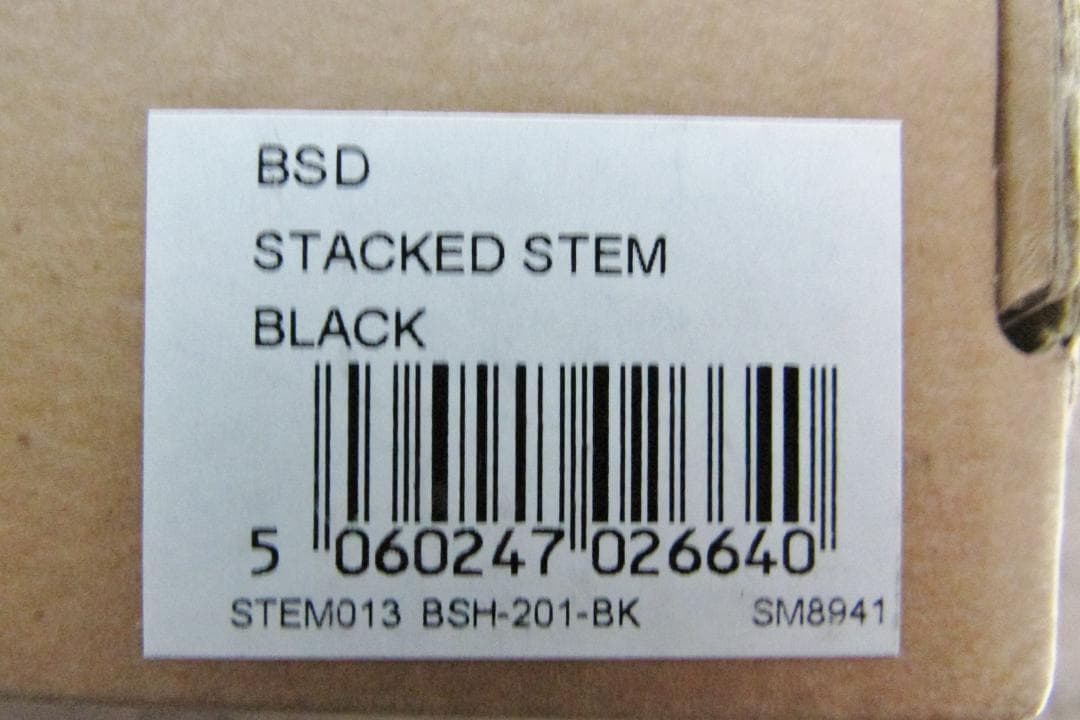 BSD
STACKED STEM
BLACK
5 060247 026640
STEM013 BSH-201-BK SM8941